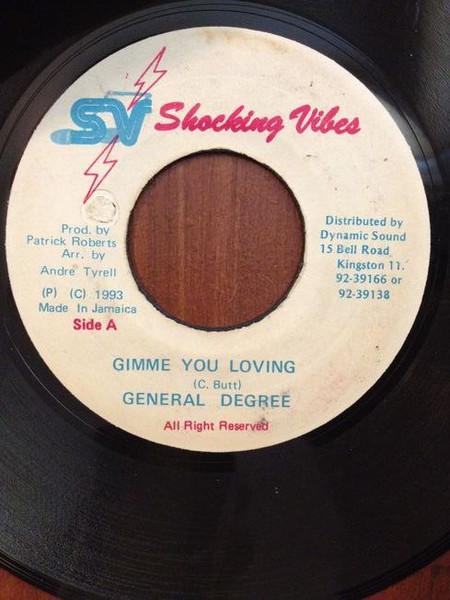 SV Shocking Vibes
Prod. by
Patrick Roberts
Arr. by
Andre Tyrell
(P) (C) 1993
Made In Jamaica
Side A
Distributed by
Dynamic Sound
15 Bell Road
Kingston 11.
92-39166 or
92-39138
GIMME YOU LOVING
(C. Butt)
GENERAL DEGREE
All Right Reserved